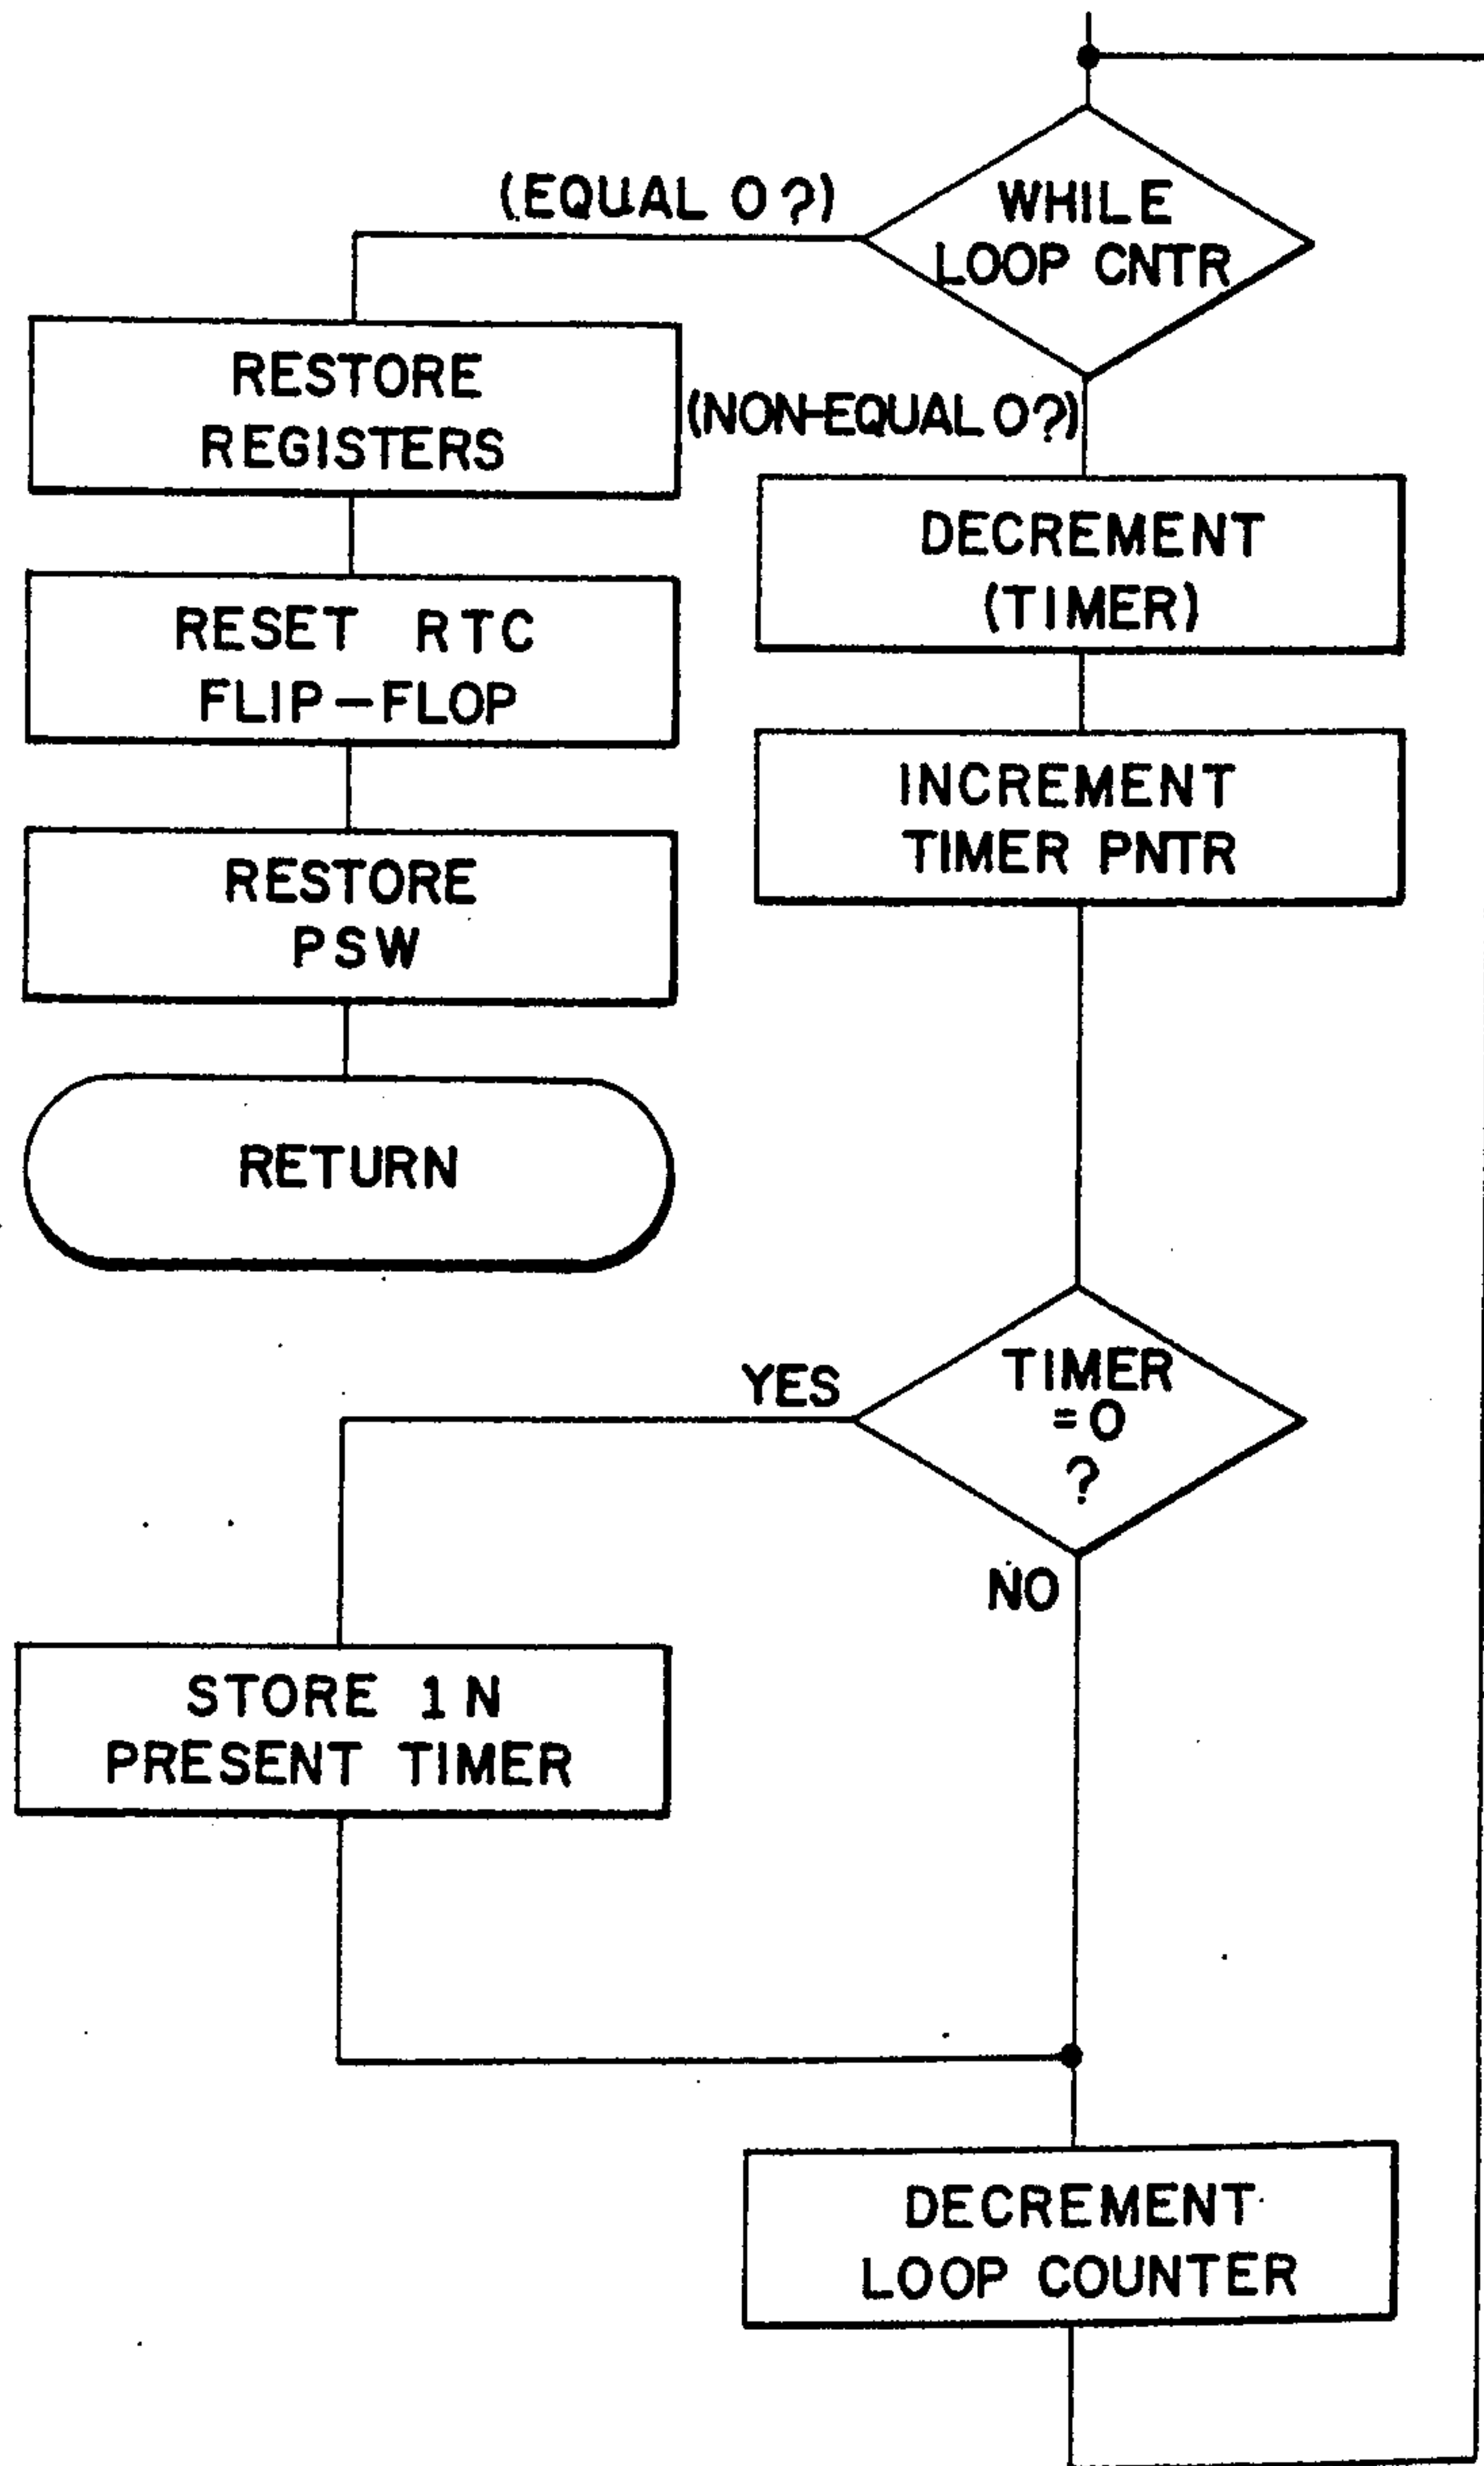 WHILE
LOOP CNTR
(EQUAL 0?)
RESTORE
REGISTERS
RESET RTC
FLIP-FLOP
RESTORE
PSW
RETURN
(NON-EQUAL 0?)
DECREMENT
(TIMER)
INCREMENT
TIMER PNTR
TIMER
=0
?
YES
NO
STORE 1 N
PRESENT TIMER
DECREMENT
LOOP COUNTER